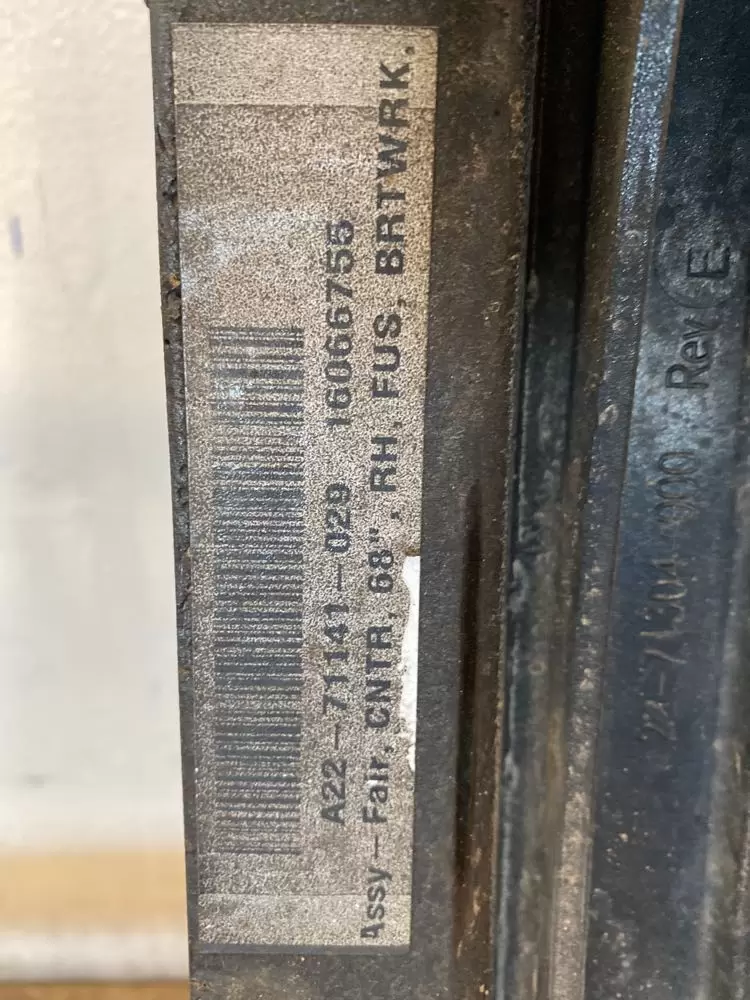 A22-71141-029 16066755
Assy-Fair, CNTR, 68", RH, FUS, BRTWRK,
Rev E